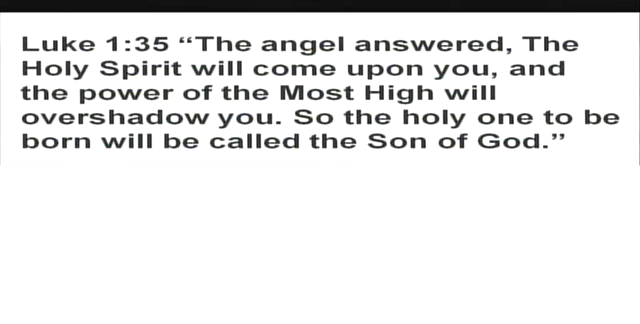 Luke 1:35 “The angel answered, The
Holy Spirit will come upon you, and
the power of the Most High will
overshadow you. So the holy one to be
born will be called the Son of God.”